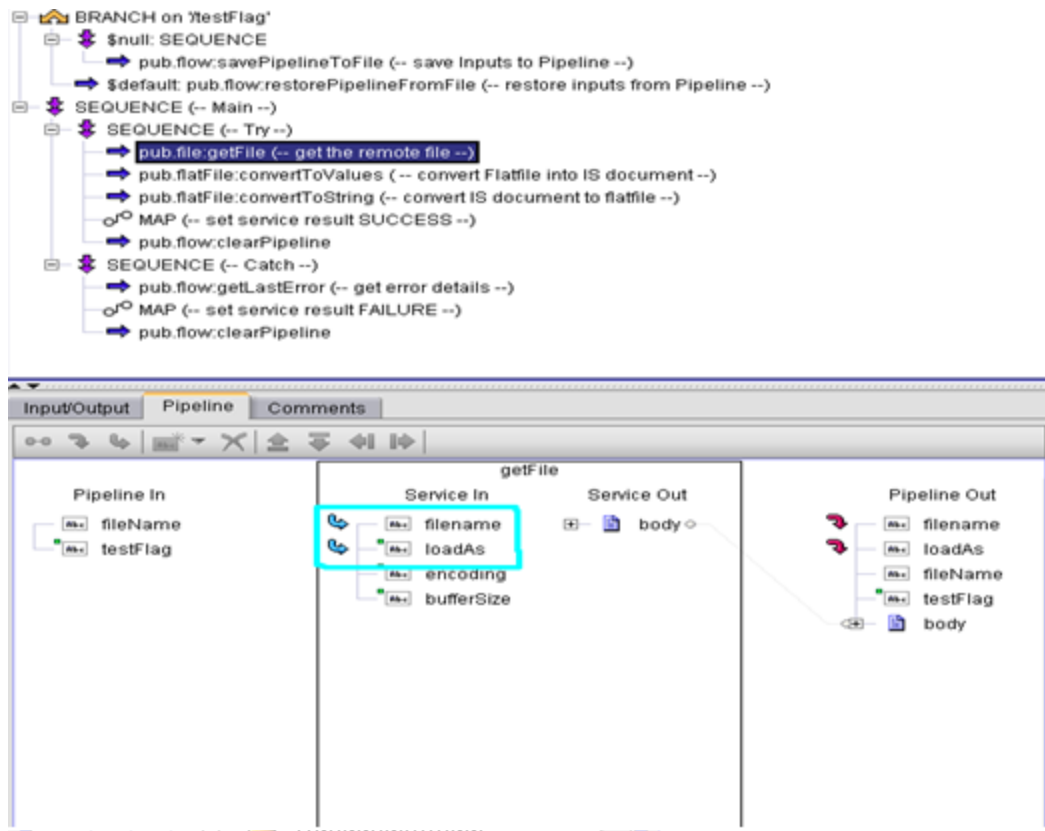 BRANCH on '/testFlag'
$null: SEQUENCE
pub.flow:savePipelineToFile (-- save Inputs to Pipeline --)
$default: pub.flow:restorePipelineFromFile (-- restore inputs from Pipeline --)
SEQUENCE (-- Main --)
SEQUENCE (-- Try --)
pub.file:getFile (-- get the remote file --)
pub.flatFile:convertToValues (-- convert Flatfile into IS document --)
pub.flatFile:convertToString (-- convert IS document to flatfile --)
MAP (-- set service result SUCCESS --)
pub.flow:clearPipeline
SEQUENCE (-- Catch --)
pub.flow:getLastError (-- get error details --)
MAP (-- set service result FAILURE --)
pub.flow:clearPipeline
Input/Output Pipeline Comments
getFile
Pipeline In Service In Service Out Pipeline Out
fileName filename body filename
testFlag loadAs loadAs
encoding fileName
bufferSize testFlag
body